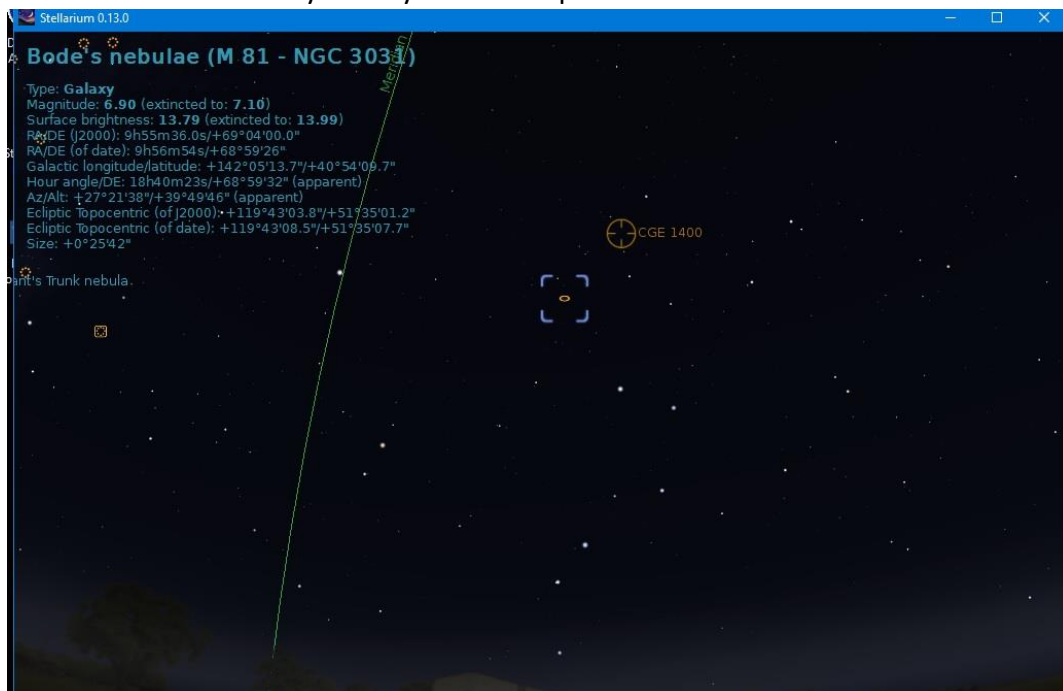 Stellarium 0.13.0
Bode's nebulae (M 81 - NGC 3031)
Meridian
Type: Galaxy
Magnitude: 6.90 (extincted to: 7.10)
Surface brightness: 13.79 (extincted to: 13.99)
RA/DE (J2000): 9h55m36.0s/+69°04'00.0"
RA/DE (of date): 9h56m54s/+68°59'26"
Galactic longitude/latitude: +142°05'13.7"/+40°54'09.7"
Hour angle/DE: 18h40m23s/+68°59'32" (apparent)
Az/Alt: +27°21'38"/+39°49'46" (apparent)
Ecliptic Topocentric (of J2000): +119°43'03.8"/+51°35'01.2"
Ecliptic Topocentric (of date): +119°43'08.5"/+51°35'07.7"
Size: +0°25'42"
CGE 1400
ant's Trunk nebula